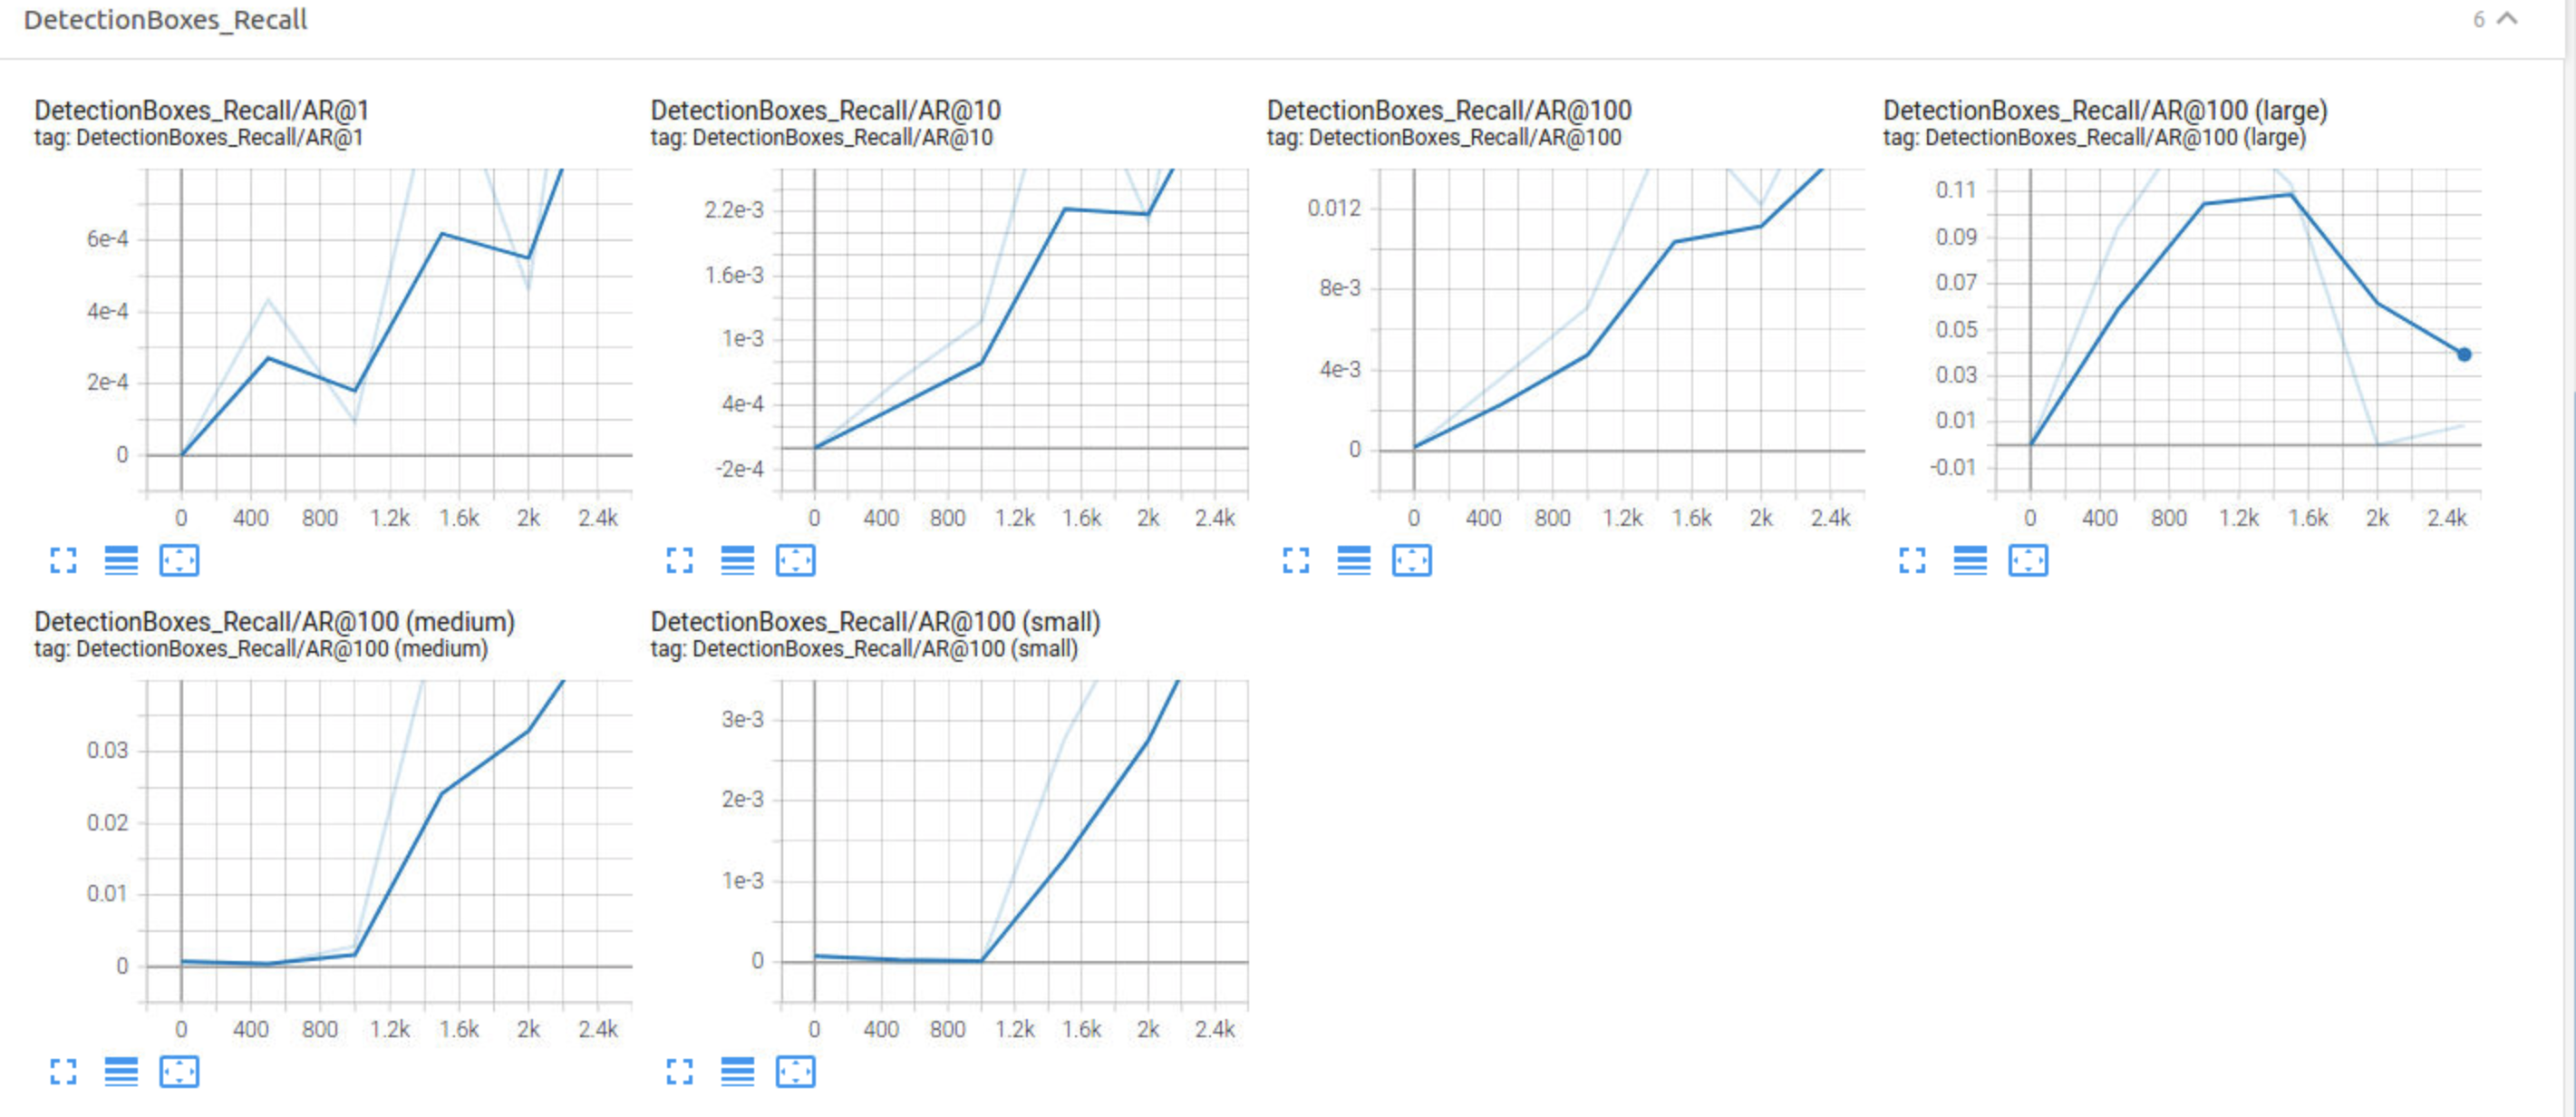 DetectionBoxes_Recall
6
DetectionBoxes_Recall/AR@1
tag: DetectionBoxes_Recall/AR@1
6e-4
4e-4
2e-4
0
0 400 800 1.2k 1.6k 2k 2.4k
DetectionBoxes_Recall/AR@10
tag: DetectionBoxes_Recall/AR@10
2.2e-3
1.6e-3
1e-3
4e-4
-2e-4
0 400 800 1.2k 1.6k 2k 2.4k
DetectionBoxes_Recall/AR@100
tag: DetectionBoxes_Recall/AR@100
0.012
8e-3
4e-3
0
0 400 800 1.2k 1.6k 2k 2.4k
DetectionBoxes_Recall/AR@100 (large)
tag: DetectionBoxes_Recall/AR@100 (large)
0.11
0.09
0.07
0.05
0.03
0.01
-0.01
0 400 800 1.2k 1.6k 2k 2.4k
DetectionBoxes_Recall/AR@100 (medium)
tag: DetectionBoxes_Recall/AR@100 (medium)
0.03
0.02
0.01
0
0 400 800 1.2k 1.6k 2k 2.4k
DetectionBoxes_Recall/AR@100 (small)
tag: DetectionBoxes_Recall/AR@100 (small)
3e-3
2e-3
1e-3
0
0 400 800 1.2k 1.6k 2k 2.4k